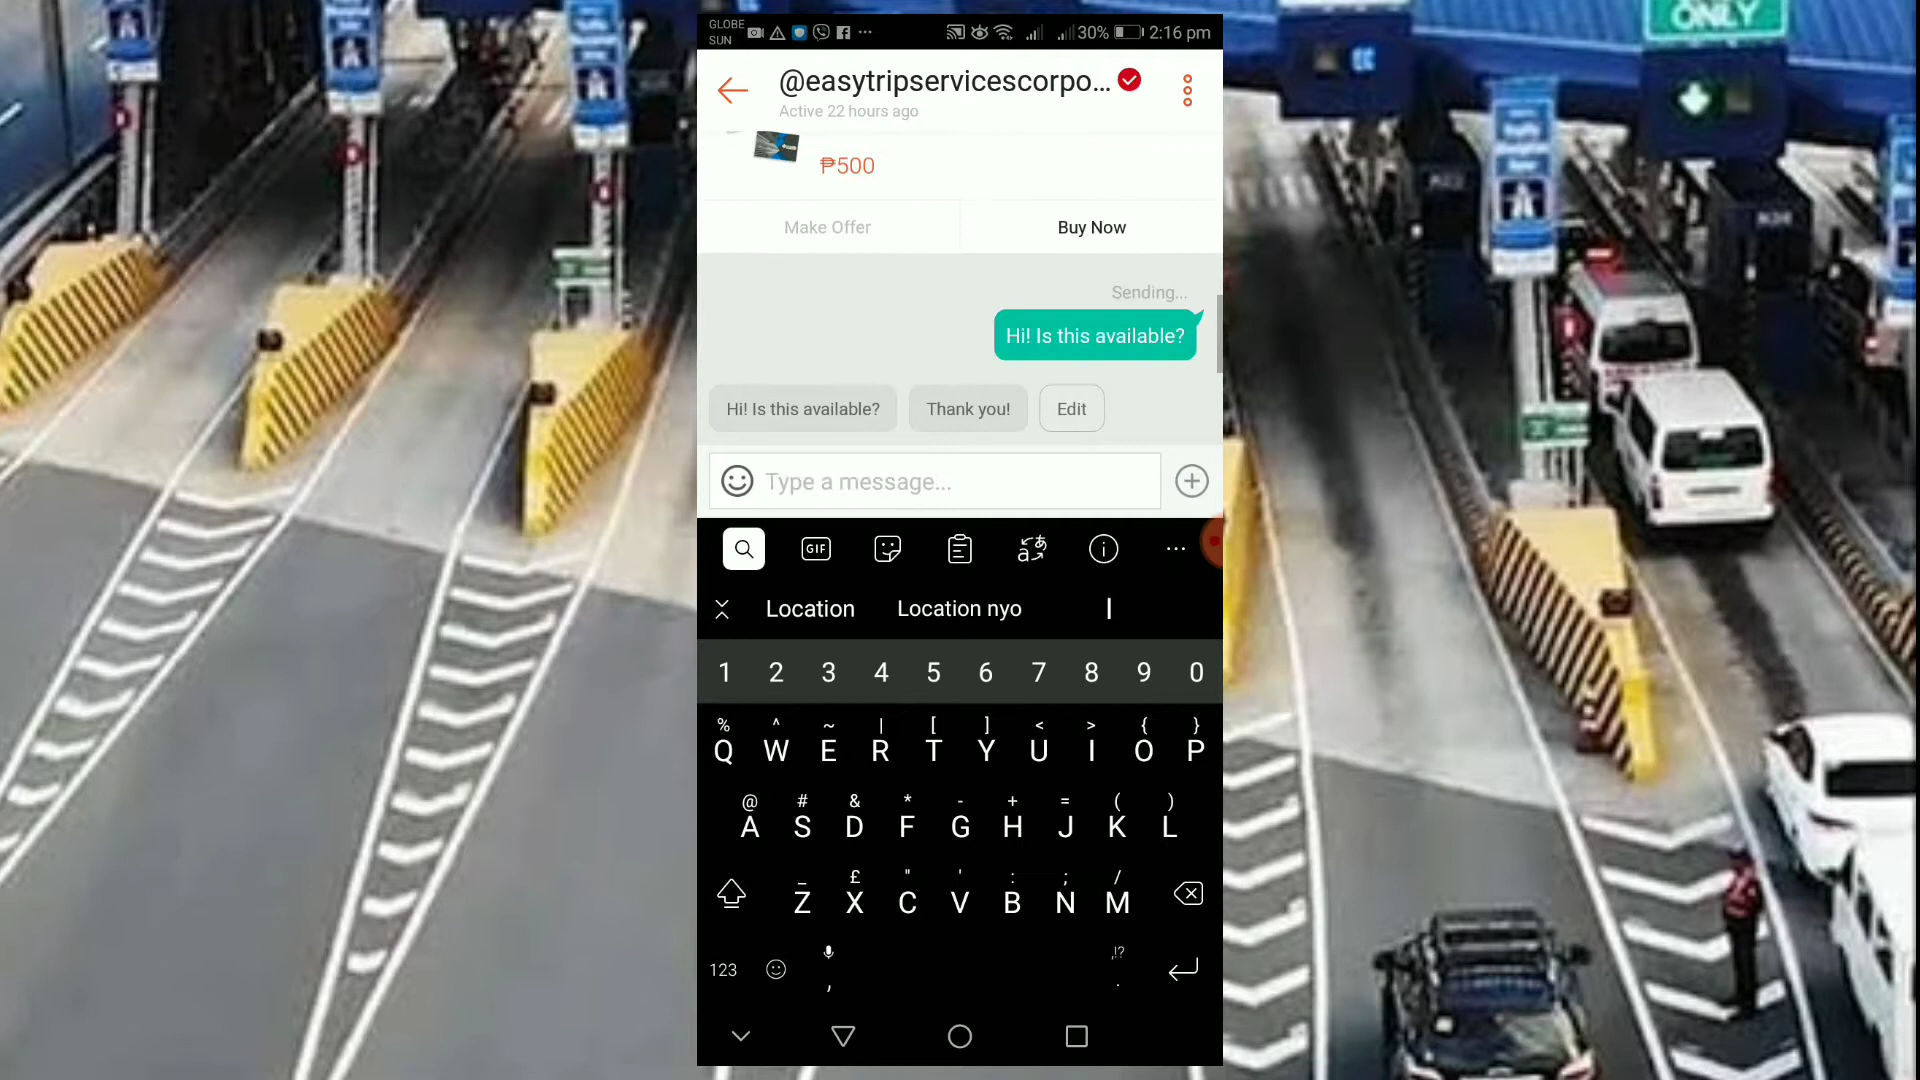 ONLY
GLOBE
SUN
30%
2:16 pm
@easytripservicescorpo...
Active 22 hours ago
₱500
Make Offer
Buy Now
Sending...
Hi! Is this available?
Hi! Is this available?
Thank you!
Edit
Type a message...
GIF
Location
Location nyo
1 2 3 4 5 6 7 8 9 0
% ^ ~ | [ ] < > { }
Q W E R T Y U I O P
@ # & * - + = ( )
A S D F G H J K L
_ £ " ' : ; /
Z X C V B N M
,!?
123 , .